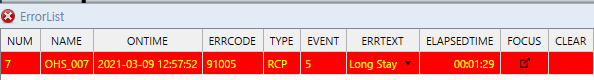 ErrorList
NUM NAME ONTIME ERRCODE TYPE EVENT ERRTEXT ELAPSEDTIME FOCUS CLEAR
7 OHS_007 2021-03-09 12:57:52 91005 RCP 5 Long Stay 00:01:29